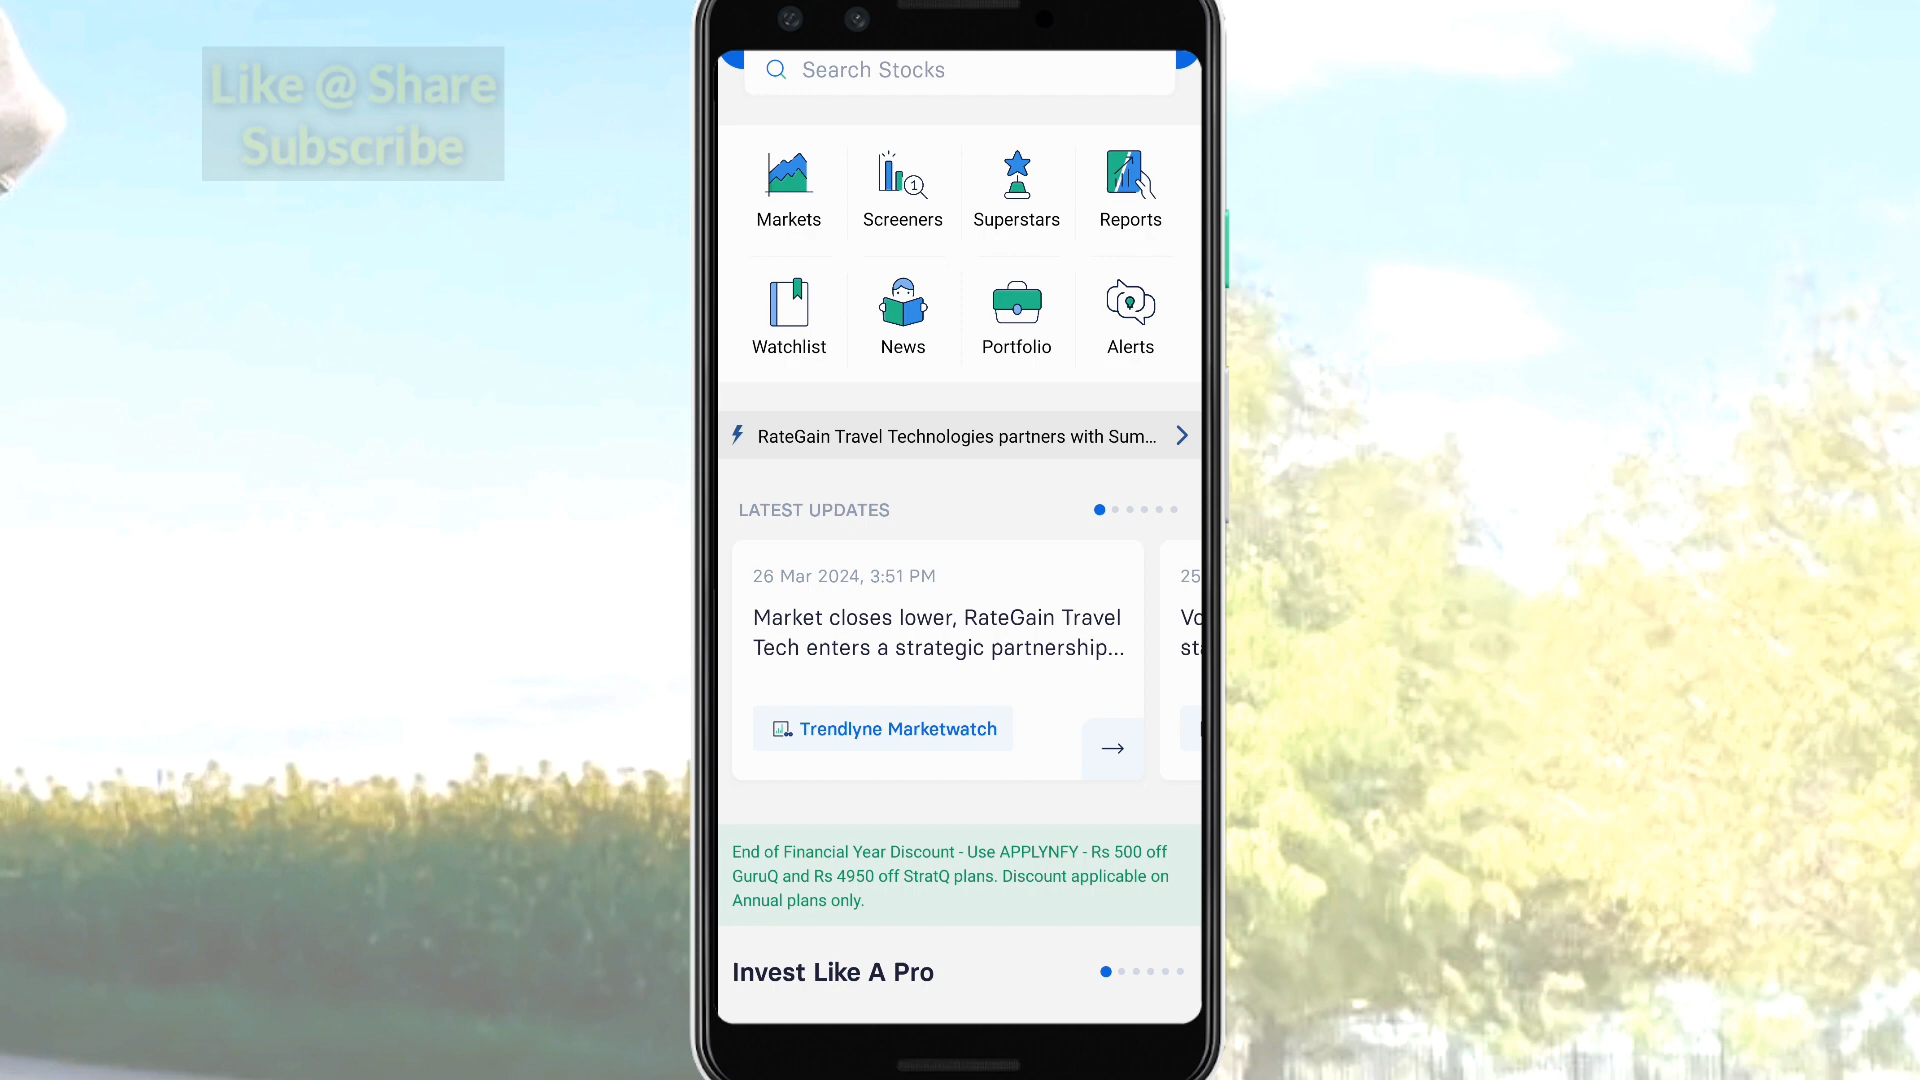 Like @ Share
Subscribe
Search Stocks
Markets
Screeners
Superstars
Reports
Watchlist
News
Portfolio
Alerts
RateGain Travel Technologies partners with Sum...
LATEST UPDATES
26 Mar 2024, 3:51 PM
25
Market closes lower, RateGain Travel
Tech enters a strategic partnership...
Trendlyne Marketwatch
End of Financial Year Discount - Use APPLYNFY - Rs 500 off
GuruQ and Rs 4950 off StratQ plans. Discount applicable on
Annual plans only.
Invest Like A Pro